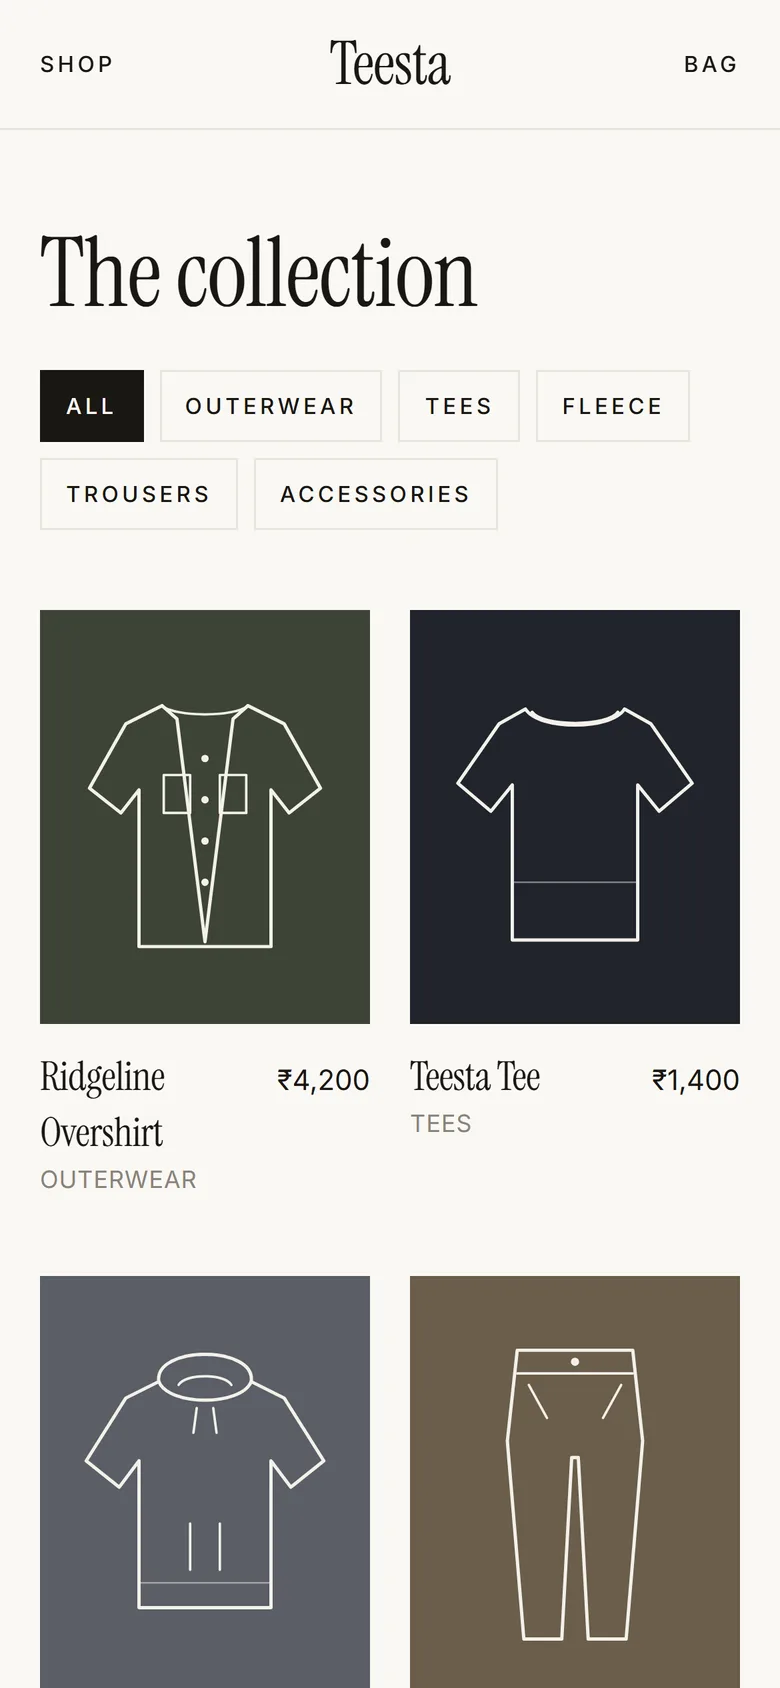 SHOP Teesta BAG
The collection
ALL OUTERWEAR TEES FLEECE
TROUSERS ACCESSORIES
Ridgeline ₹4,200
Overshirt
OUTERWEAR
Teesta Tee ₹1,400
TEES